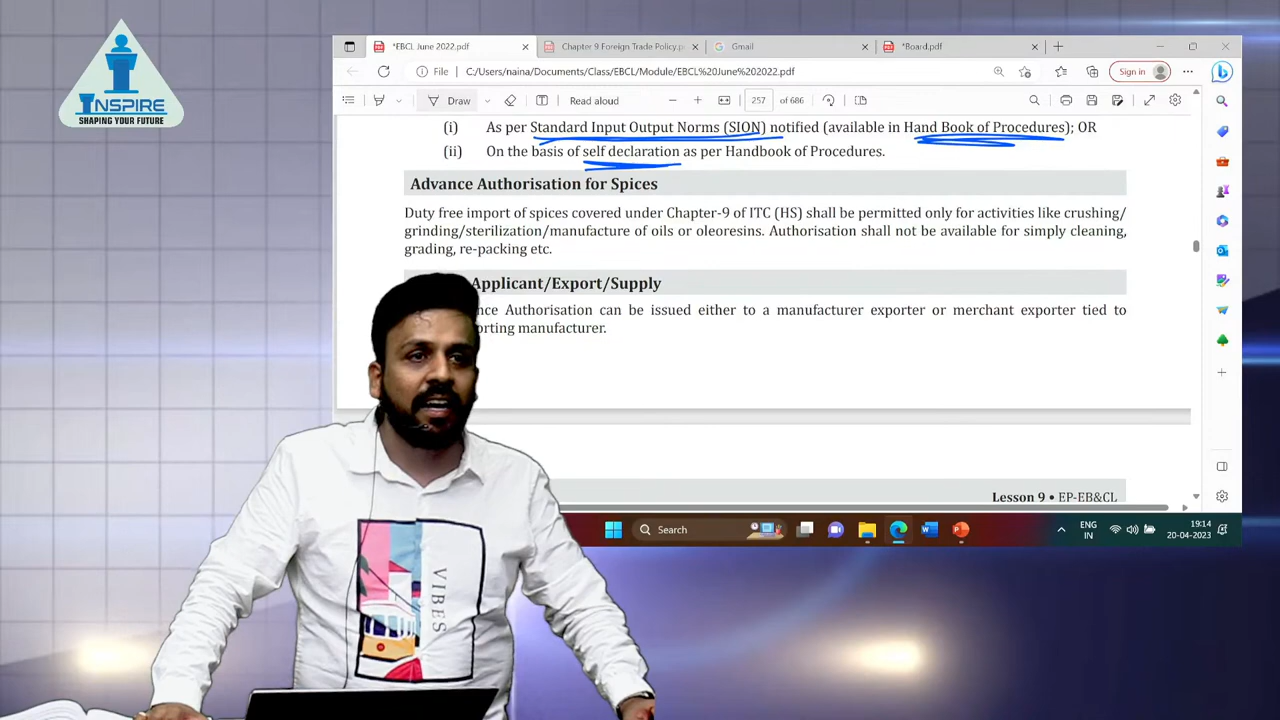 INSPIRE
SHAPING YOUR FUTURE
*EBCL June 2022.pdf
Chapter 9 Foreign Trade Policy.p
Gmail
*Board.pdf
File
C:/Users/naina/Documents/Class/EBCL/Module/EBCL%20June%202022.pdf
Sign in
Draw
Read aloud
257 of 686
(i) As per Standard Input Output Norms (SION) notified (available in Hand Book of Procedures); OR
(ii) On the basis of self declaration as per Handbook of Procedures.
Advance Authorisation for Spices
Duty free import of spices covered under Chapter-9 of ITC (HS) shall be permitted only for activities like crushing/
grinding/sterilization/manufacture of oils or oleoresins. Authorisation shall not be available for simply cleaning,
grading, re-packing etc.
Applicant/Export/Supply
nce Authorisation can be issued either to a manufacturer exporter or merchant exporter tied to
orting manufacturer.
Lesson 9 • EP-EB&CL
Search
ENG
IN
19:14
20-04-2023
VIBES